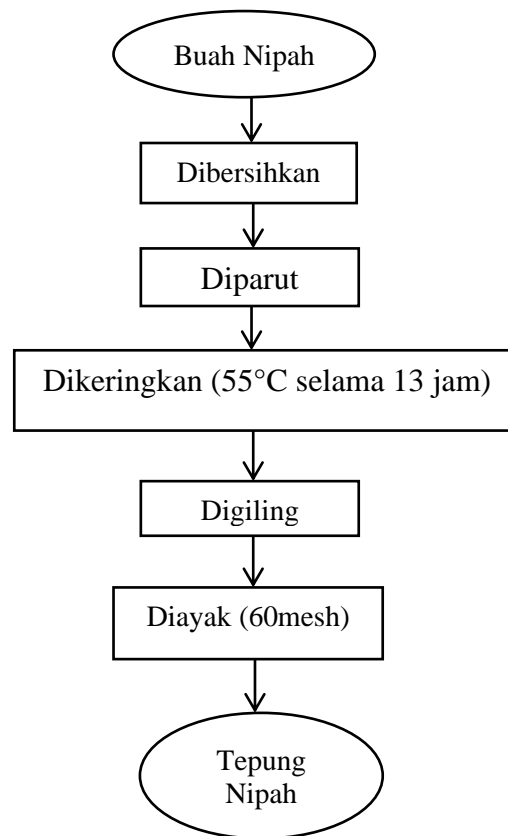 Buah Nipah
Dibersihkan
Diparut
Dikeringkan (55°C selama 13 jam)
Digiling
Diayak (60mesh)
Tepung
Nipah